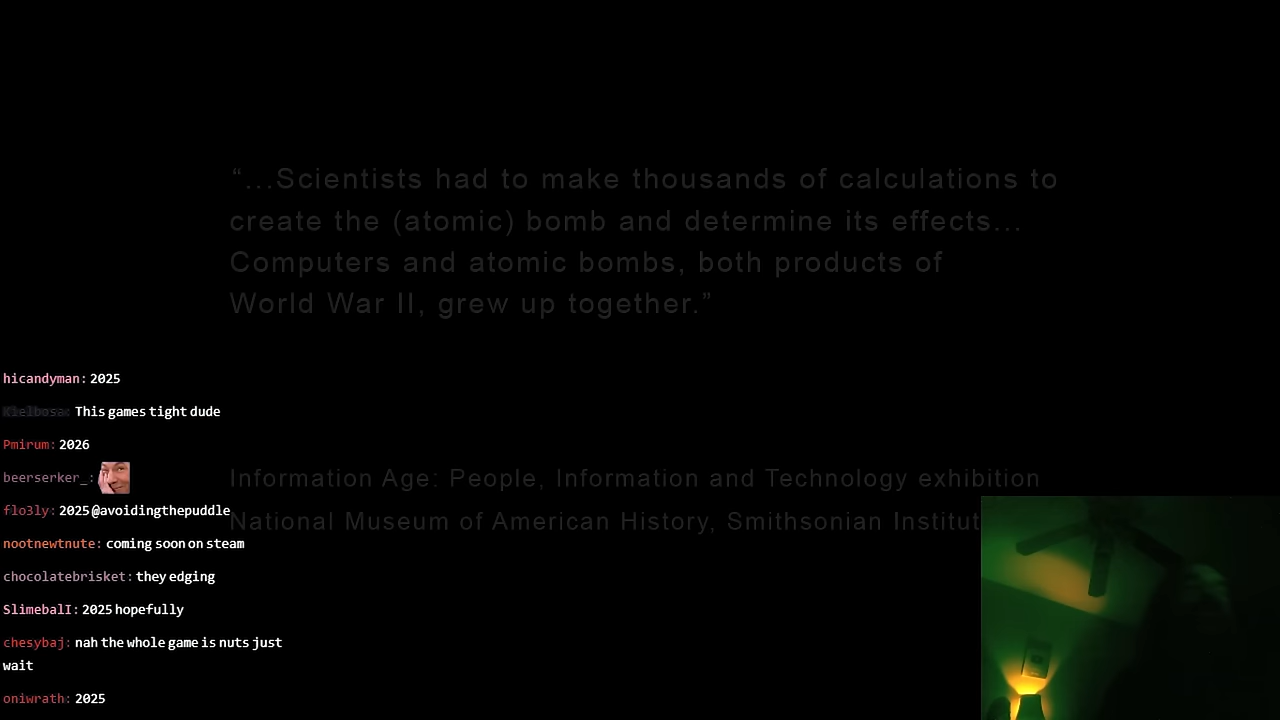 “...Scientists had to make thousands of calculations to
create the (atomic) bomb and determine its effects...
Computers and atomic bombs, both products of
World War II, grew up together.”
hicandyman: 2025
Kielbosa: This games tight dude
Pmirum: 2026
beerserker_:
Information Age: People, Information and Technology exhibition
flo3ly: 2025 @avoidingthepuddle
National Museum of American History, Smithsonian Institut
nootnewtnute: coming soon on steam
chocolatebrisket: they edging
SlimebalI: 2025 hopefully
chesybaj: nah the whole game is nuts just
wait
oniwrath: 2025